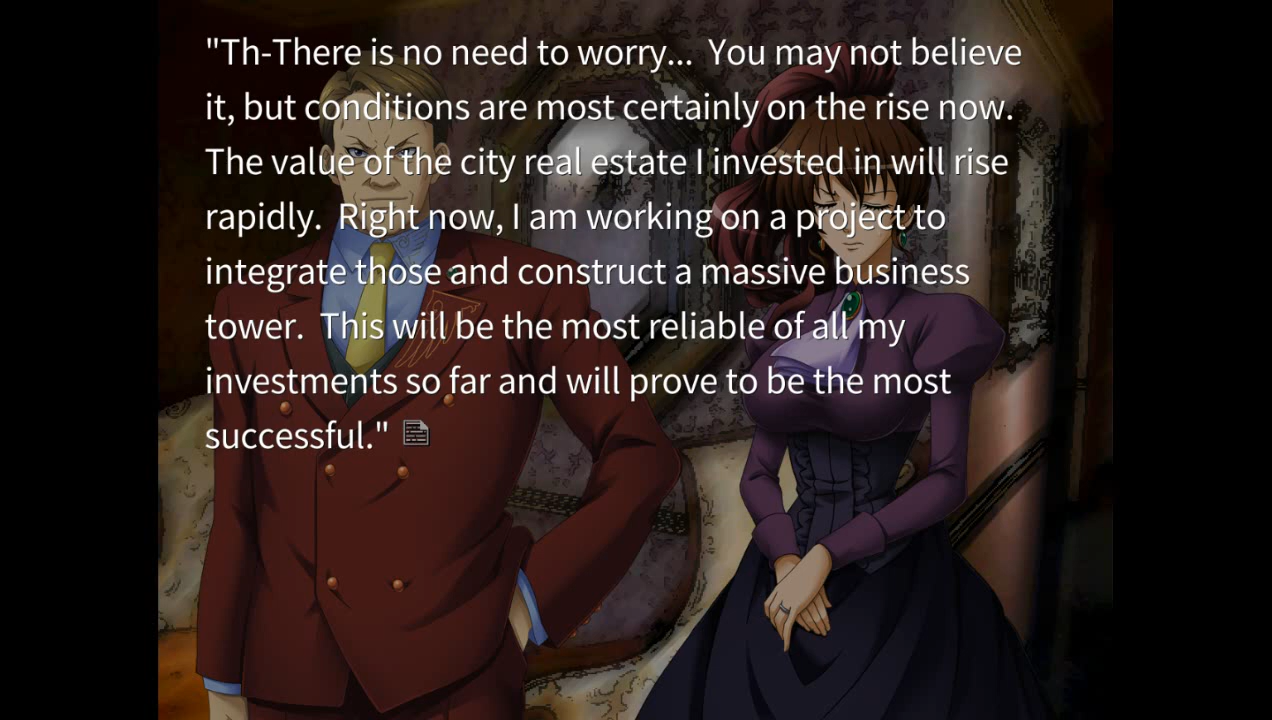 "Th-There is no need to worry...  You may not believe
it, but conditions are most certainly on the rise now.
The value of the city real estate I invested in will rise
rapidly.  Right now, I am working on a project to
integrate those and construct a massive business
tower.  This will be the most reliable of all my
investments so far and will prove to be the most
successful."